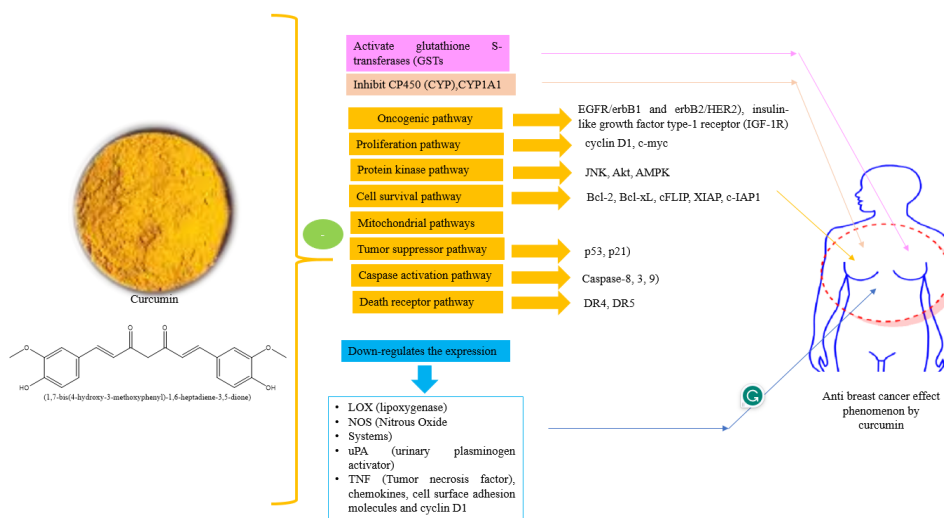 Activate glutathione S-
transferases (GSTs
Inhibit CP450 (CYP),CYP1A1
Oncogenic pathway
EGFR/erbB1 and erbB2/HER2), insulin-
like growth factor type-1 receptor (IGF-1R)
Proliferation pathway
cyclin D1, c-myc
Protein kinase pathway
JNK, Akt, AMPK
Cell survival pathway
Bcl-2, Bcl-xL, cFLIP, XIAP, c-IAP1
Mitochondrial pathways
-
Tumor suppressor pathway
p53, p21)
Caspase activation pathway
Caspase-8, 3, 9)
Death receptor pathway
DR4, DR5
Curcumin
O O
O
O
HO
OH
(1,7-bis(4-hydroxy-3-methoxyphenyl)-1,6-heptadiene-3,5-dione)
Down-regulates the expression
• LOX (lipoxygenase)
• NOS (Nitrous Oxide
• Systems)
• uPA (urinary plasminogen
activator)
• TNF (Tumor necrosis factor),
chemokines, cell surface adhesion
molecules and cyclin D1
G
Anti breast cancer effect
phenomenon by
curcumin